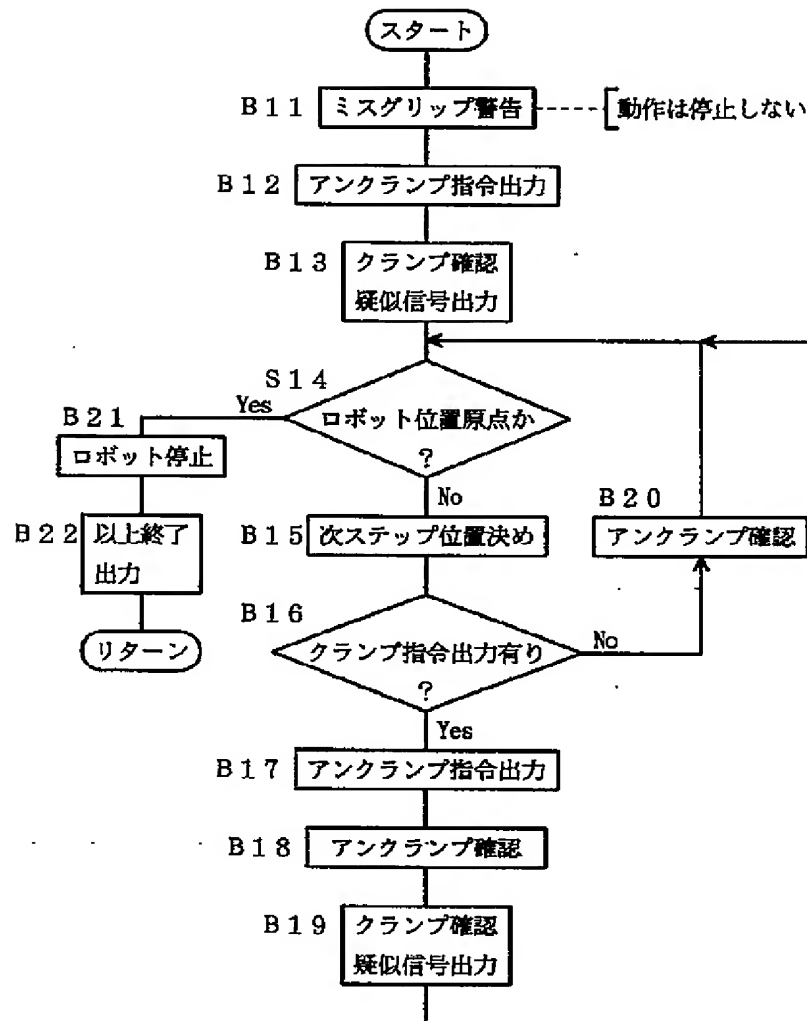 スタート
B11 ミスグリップ警告 動作は停止しない
B12 アンクランプ指令出力
B13 クランプ確認
疑似信号出力
S14
ロボット位置原点か
?
Yes
No
B21
ロボット停止
B22 以上終了
出力
リターン
B15 次ステップ位置決め
B20
アンクランプ確認
B16
クランプ指令出力有り
?
No
Yes
B17 アンクランプ指令出力
B18 アンクランプ確認
B19 クランプ確認
疑似信号出力